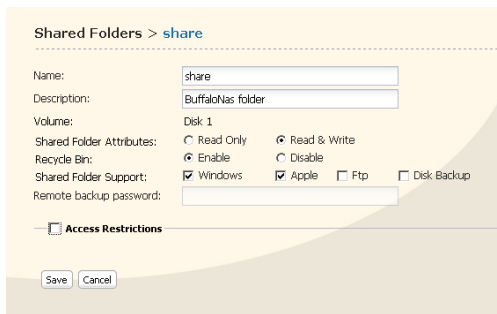 Shared Folders > share
Name: share
Description: BuffaloNas folder
Volume: Disk 1
Shared Folder Attributes: Read Only Read & Write
Recycle Bin: Enable Disable
Shared Folder Support: Windows Apple Ftp Disk Backup
Remote backup password:
Access Restrictions
Save Cancel